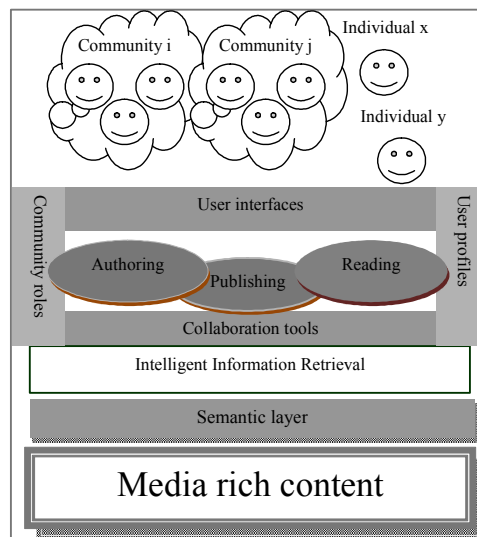 Community i
Community j
Individual x
Individual y
Community roles
User interfaces
User profiles
Authoring
Publishing
Reading
Collaboration tools
Intelligent Information Retrieval
Semantic layer
Media rich content